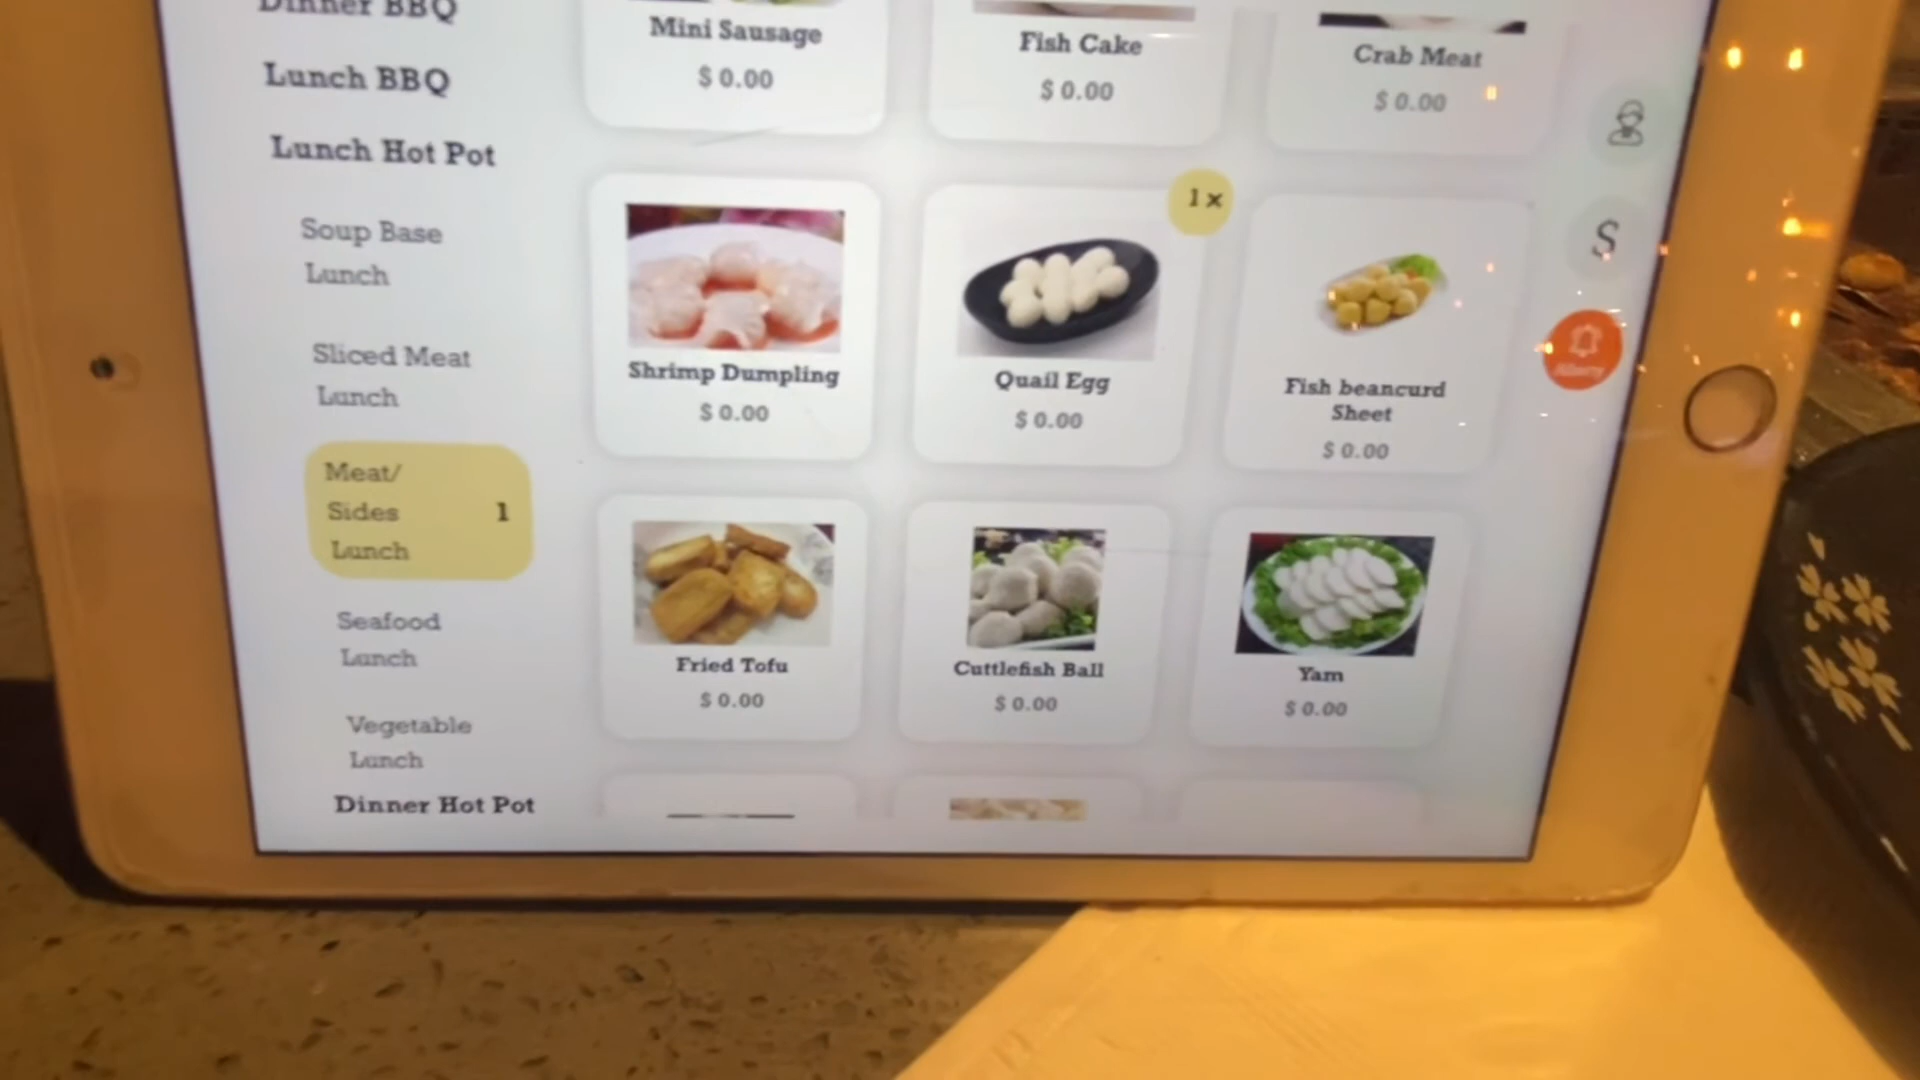 Dinner BBQ
Lunch BBQ
Lunch Hot Pot
Soup Base
Lunch
Sliced Meat
Lunch
Meat/
Sides 1
Lunch
Seafood
Lunch
Vegetable
Lunch
Dinner Hot Pot
Mini Sausage
$ 0.00
Fish Cake
$ 0.00
Crab Meat
$ 0.00
Shrimp Dumpling
$ 0.00
1x
Quail Egg
$ 0.00
Fish beancurd
Sheet
$ 0.00
Fried Tofu
$ 0.00
Cuttlefish Ball
$ 0.00
Yam
$ 0.00
$